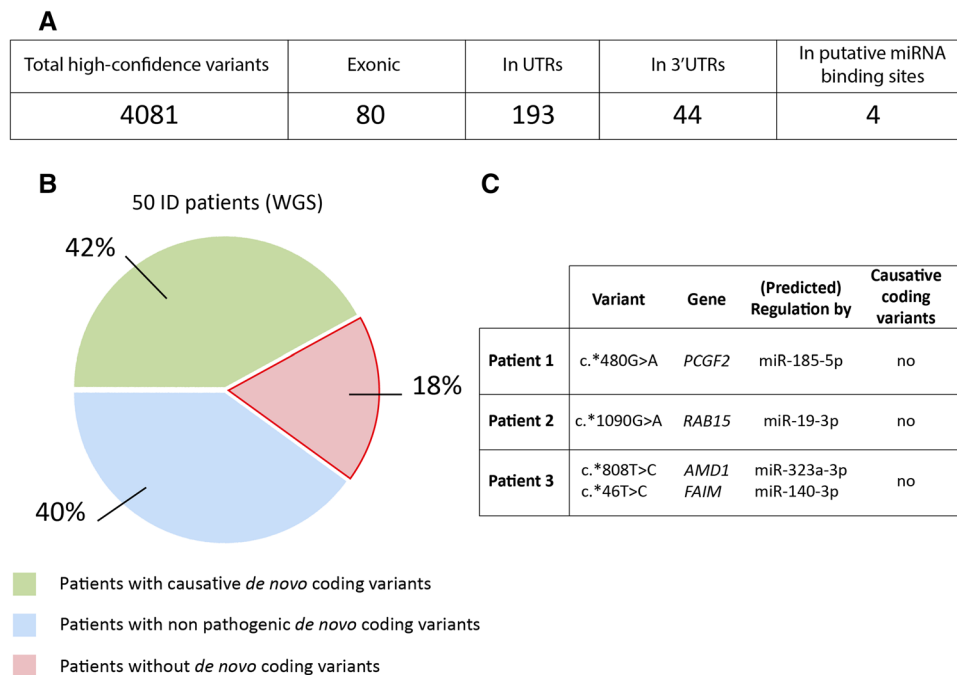 A
Total high-confidence variants Exonic In UTRs In 3'UTRs In putative miRNA binding sites
4081 80 193 44 4
B
50 ID patients (WGS)
42%
18%
40%
Patients with causative de novo coding variants
Patients with non pathogenic de novo coding variants
Patients without de novo coding variants
C
Variant Gene (Predicted) Regulation by Causative coding variants
Patient 1 c.*480G>A PCGF2 miR-185-5p no
Patient 2 c.*1090G>A RAB15 miR-19-3p no
Patient 3 c.*808T>C AMD1 miR-323a-3p no
c.*46T>C FAIM miR-140-3p